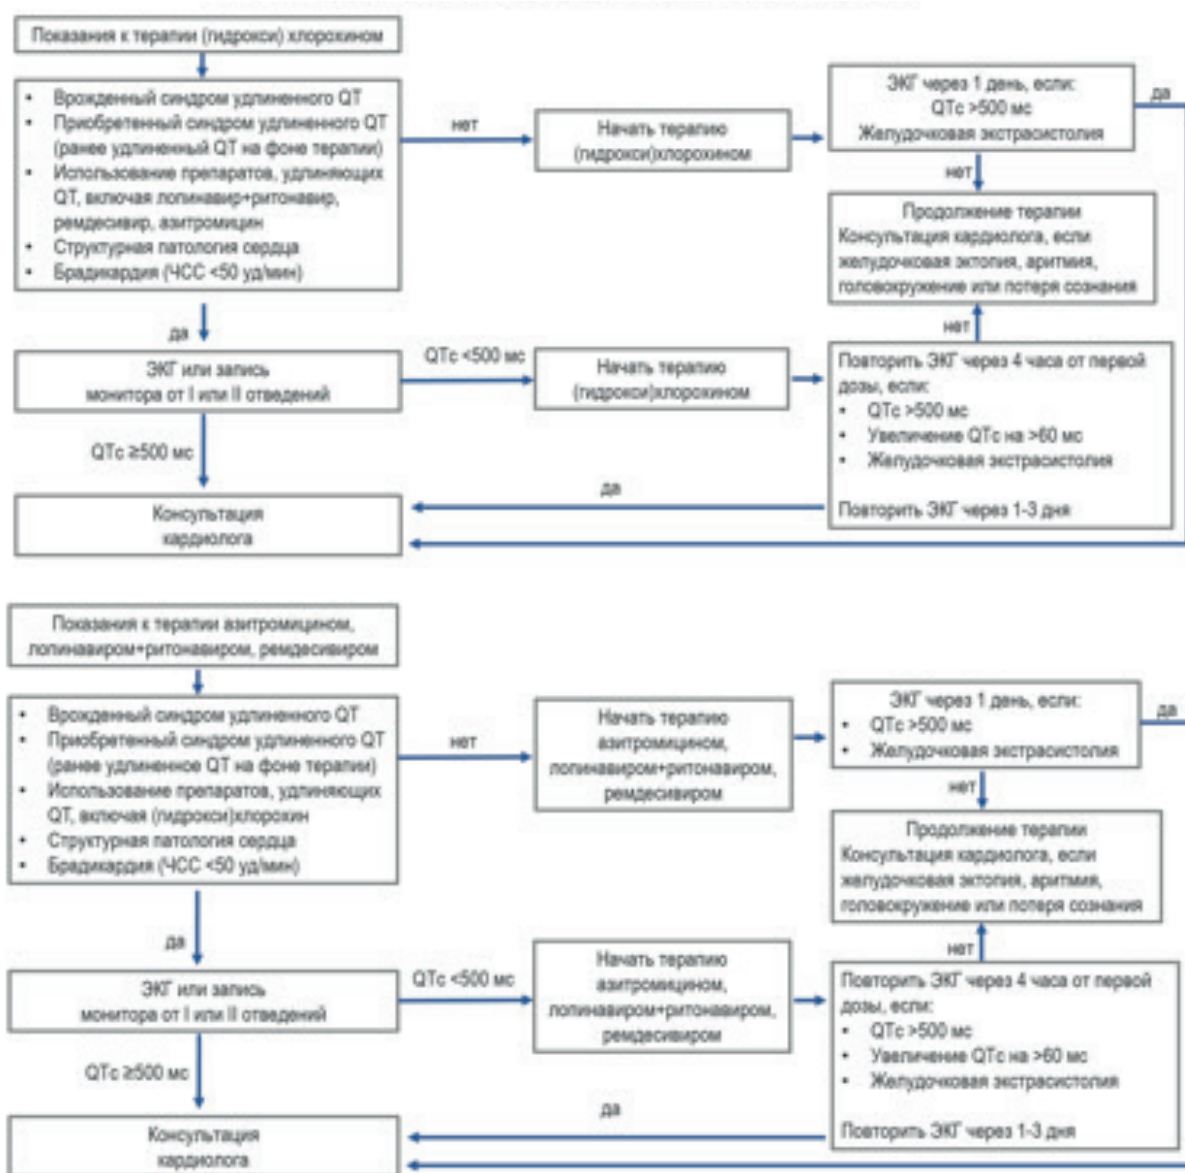 Показания к терапии (гидрокси) хлорохином
• Врожденный синдром удлиненного QT
• Приобретенный синдром удлиненного QT
(ранее удлиненный QT на фоне терапии)
• Использование препаратов, удлиняющих
QT, включая лопинавир+ритонавир,
ремдесивир, азитромицин
• Структурная патология сердца
• Брадикардия (ЧСС <50 уд/мин)
нет
Начать терапию
(гидрокси)хлорохином
ЭКГ через 1 день, если:
QTc >500 мс
Желудочковая экстрасистолия
да
нет
Продолжение терапии
Консультация кардиолога, если
желудочковая эктопия, аритмия,
головокружение или потеря сознания
нет
да
ЭКГ или запись
монитора от I или II отведений
QTc <500 мс
Начать терапию
(гидрокси)хлорохином
Повторить ЭКГ через 4 часа от первой
дозы, если:
• QTc >500 мс
• Увеличение QTc на >60 мс
• Желудочковая экстрасистолия
Повторить ЭКГ через 1-3 дня
QTc ≥500 мс
да
Консультация
кардиолога
Показания к терапии азитромицином,
лопинавиром+ритонавиром, ремдесивиром
• Врожденный синдром удлиненного QT
• Приобретенный синдром удлиненного QT
(ранее удлиненное QT на фоне терапии)
• Использование препаратов, удлиняющих
QT, включая (гидрокси)хлорохин
• Структурная патология сердца
• Брадикардия (ЧСС <50 уд/мин)
нет
Начать терапию
азитромицином,
лопинавиром+ритонавиром,
ремдесивиром
ЭКГ через 1 день, если:
• QTc >500 мс
• Желудочковая экстрасистолия
да
нет
Продолжение терапии
Консультация кардиолога, если
желудочковая эктопия, аритмия,
головокружение или потеря сознания
нет
да
ЭКГ или запись
монитора от I или II отведений
QTc <500 мс
Начать терапию
азитромицином,
лопинавиром+ритонавиром,
ремдесивиром
Повторить ЭКГ через 4 часа от первой
дозы, если:
• QTc >500 мс
• Увеличение QTc на >60 мс
• Желудочковая экстрасистолия
Повторить ЭКГ через 1-3 дня
QTc ≥500 мс
да
Консультация
кардиолога